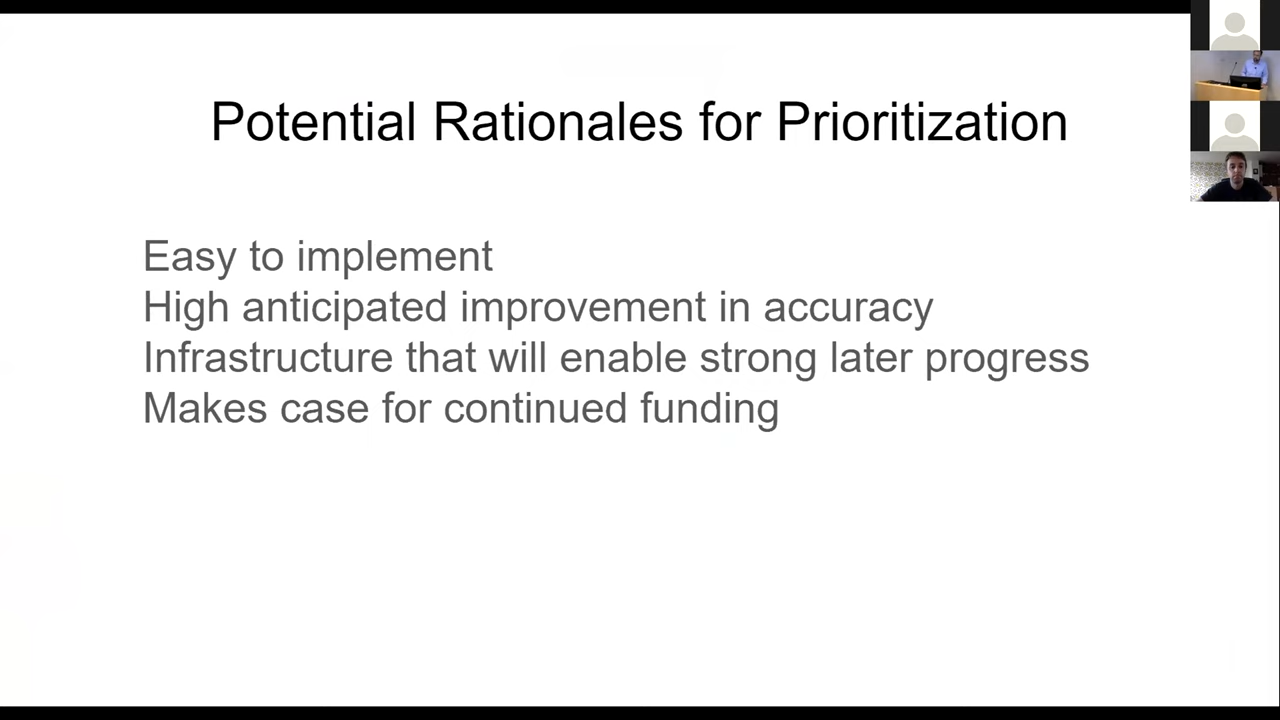 Potential Rationales for Prioritization
Easy to implement
High anticipated improvement in accuracy
Infrastructure that will enable strong later progress
Makes case for continued funding